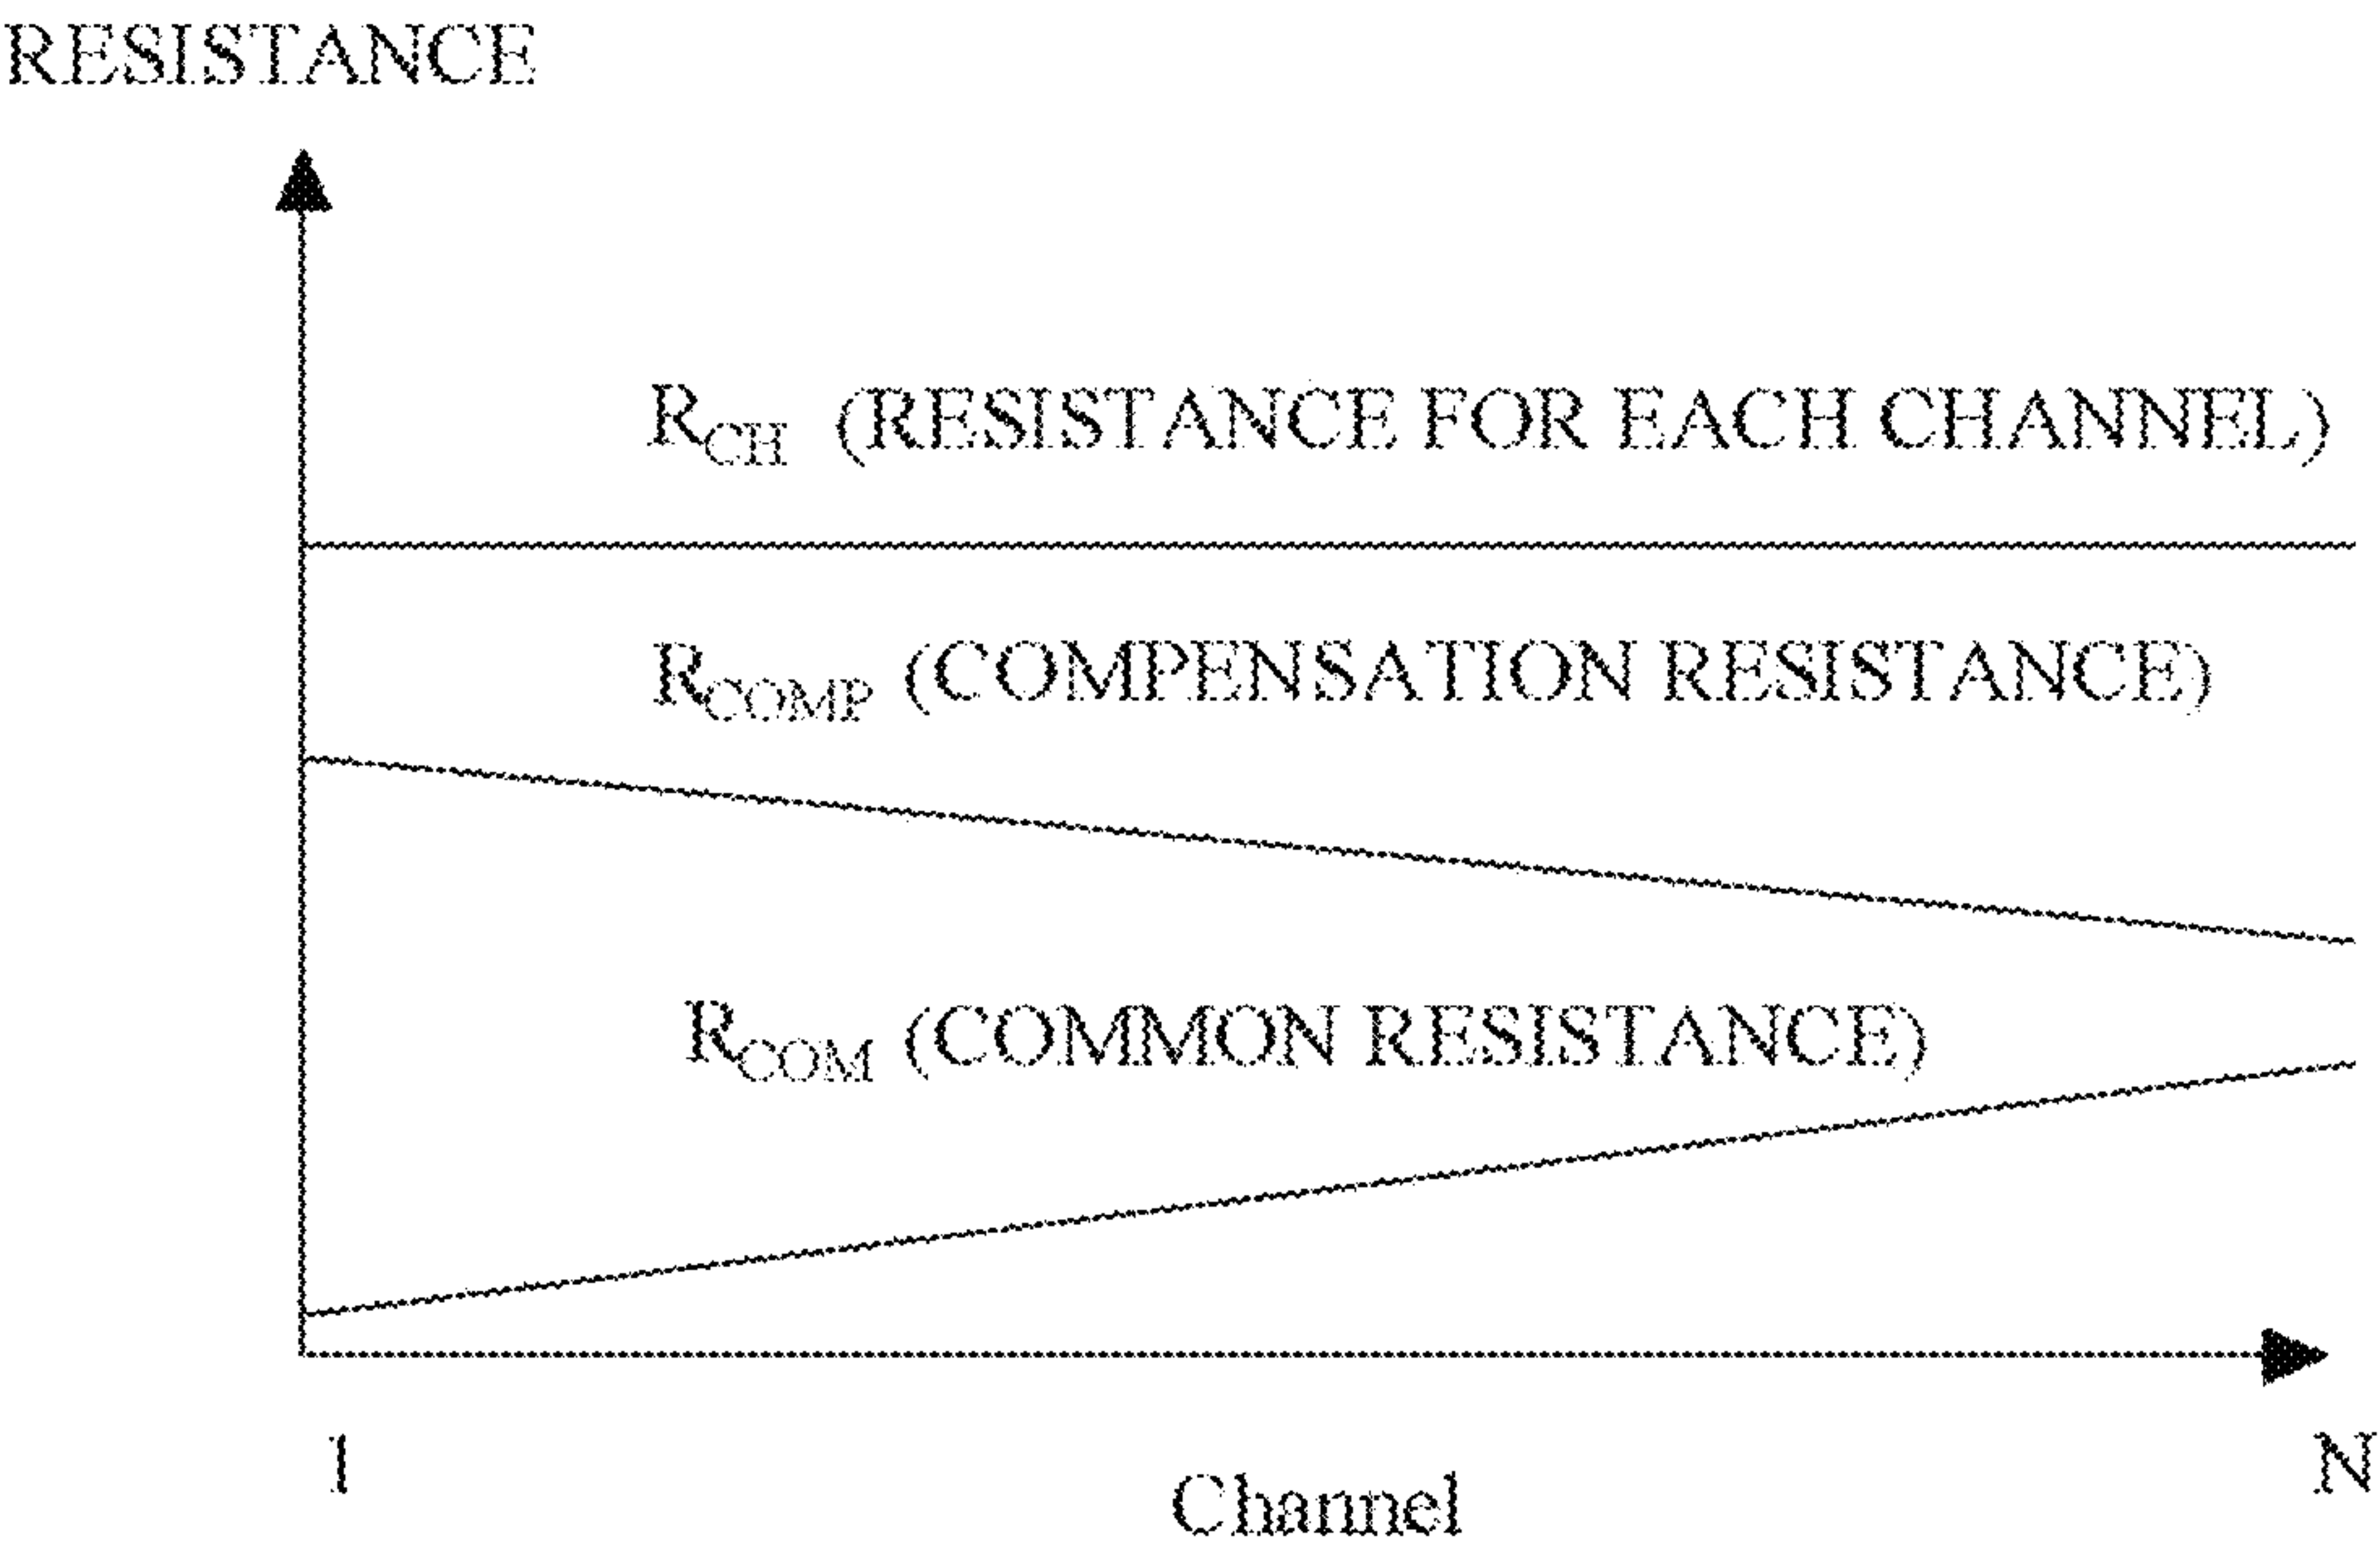 RESISTANCE
R_CH (RESISTANCE FOR EACH CHANNEL)
R_COMP (COMPENSATION RESISTANCE)
R_COM (COMMON RESISTANCE)
1 N
Channel